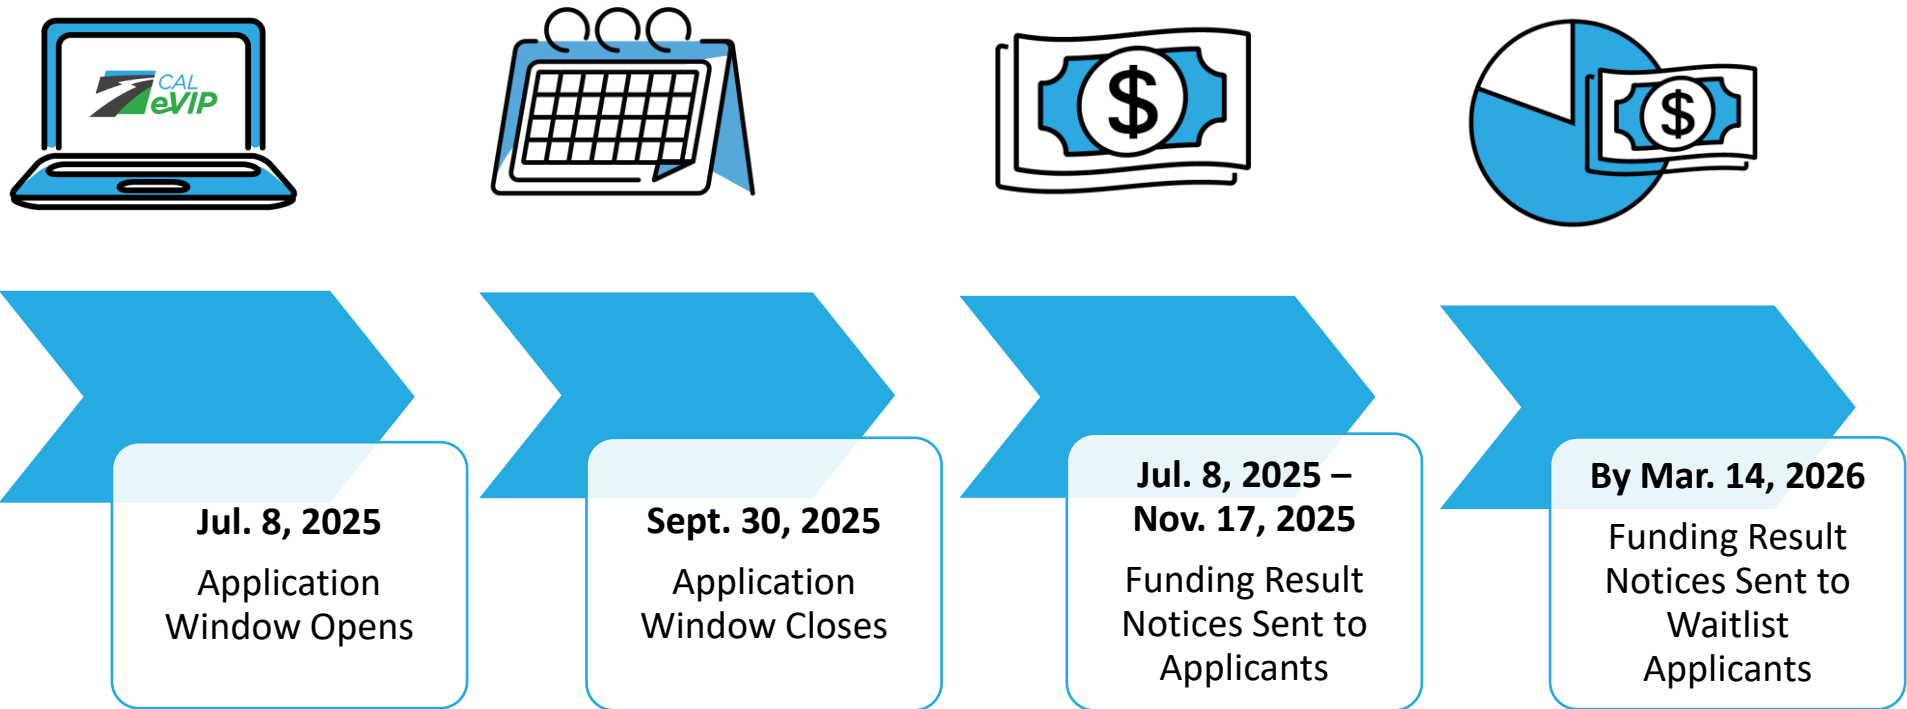 CAL
eVIP
$
$
Jul. 8, 2025
Application
Window Opens
Sept. 30, 2025
Application
Window Closes
Jul. 8, 2025 –
Nov. 17, 2025
Funding Result
Notices Sent to
Applicants
By Mar. 14, 2026
Funding Result
Notices Sent to
Waitlist
Applicants